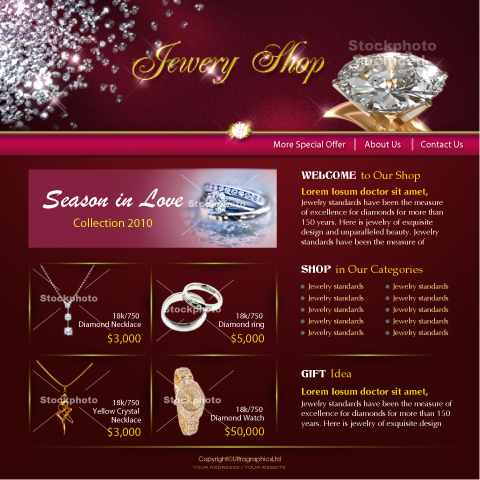 Jewery Shop
Stockphoto
More Special Offer | About Us | Contact Us
Season in Love
Stockphoto
Collection 2010
WELCOME to Our Shop
Lorem Iosum doctor sit amet,
Jewelry standards have been the measure
of excellence for diamonds for more than
150 years. Here is jewelry of exquisite
design and unparalleled beauty. Jewelry
standards have been the measure of
SHOP in Our Categories
Jewelry standards
Jewelry standards
Jewelry standards
Jewelry standards
Jewelry standards
Jewelry standards
Jewelry standards
Jewelry standards
Jewelry standards
Jewelry standards
Stockphoto
18k/750
Diamond Necklace
$3,000
Stockphoto
18k/750
Diamond ring
$5,000
Stockphoto
18k/750
Yellow Crystal
Necklace
$3,000
Stockphoto
18k/750
Diamond Watch
$50,000
GIFT Idea
Lorem Iosum doctor sit amet,
Jewelry standards have been the measure of
excellence for diamonds for more than 150
years. Here is jewelry of exquisite design
Copyright©UltragraphicsLtd
Your Addresse / Your Website